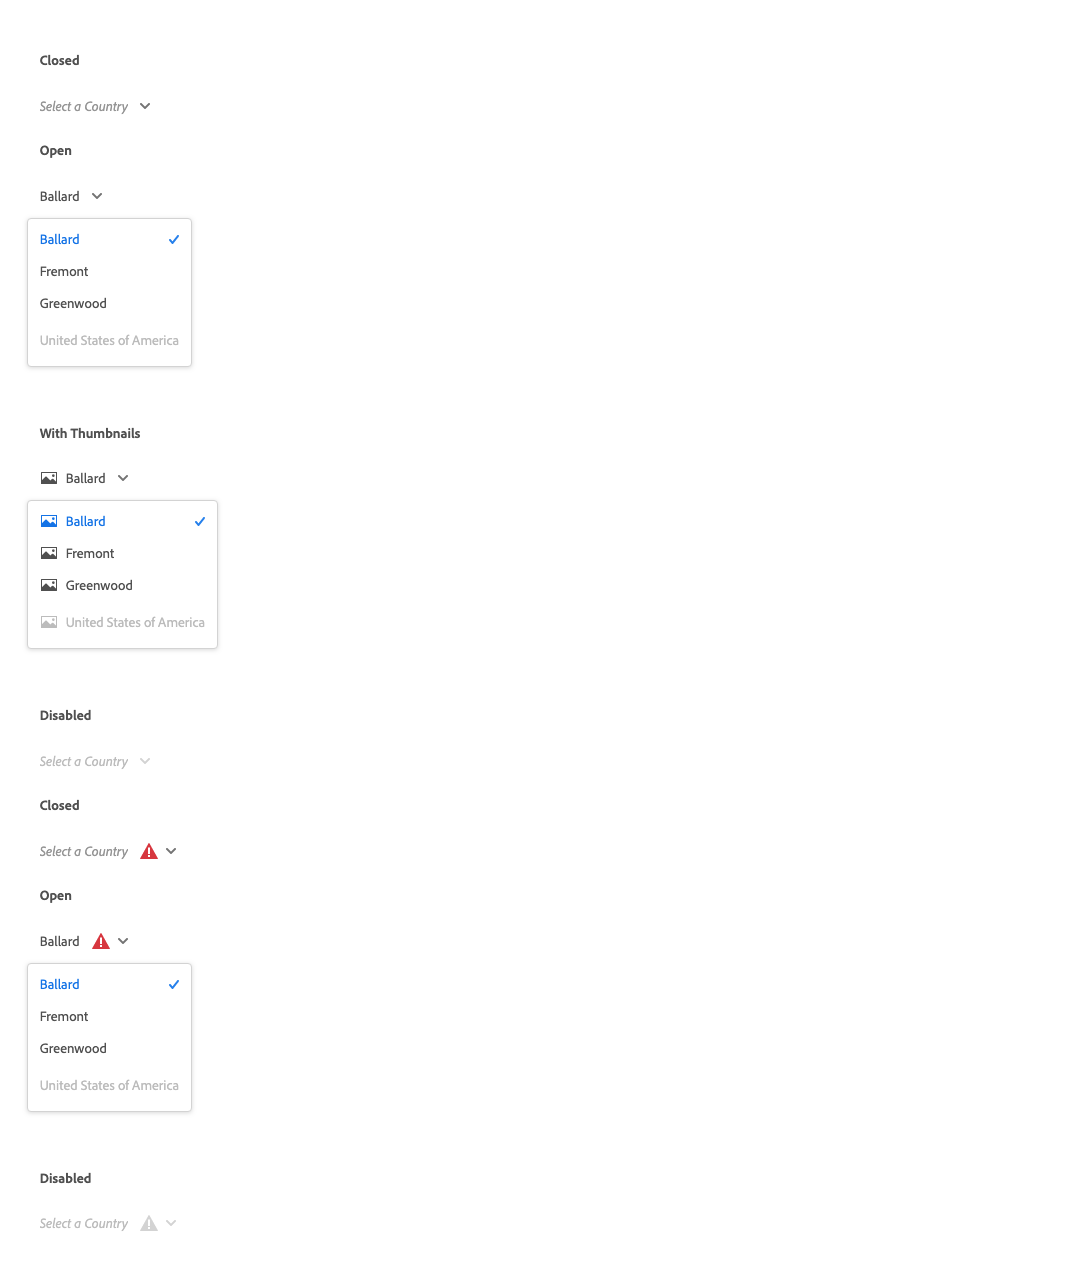 Closed
Select a Country
Open
Ballard
Ballard
Fremont
Greenwood
United States of America
With Thumbnails
Ballard
Ballard
Fremont
Greenwood
United States of America
Disabled
Select a Country
Closed
Select a Country
Open
Ballard
Ballard
Fremont
Greenwood
United States of America
Disabled
Select a Country